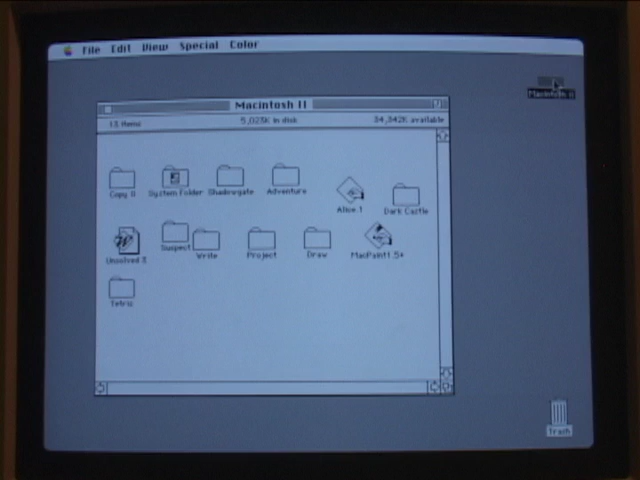 File Edit View Special Color
Macintosh II
Macintosh II
13 items 5,025K in disk 34,342K available
Copy II System Folder Shadowgate Adventure Alice.1 Dark Castle
Unsolved Suspect Write Project Draw MacPaint1.5+
Tetris
Trash